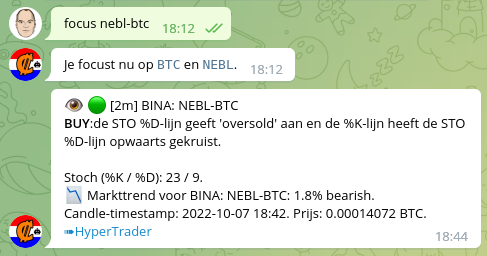 focus nebl-btc
18:12
Je focust nu op BTC en NEBL.
18:12
[2m] BINA: NEBL-BTC
BUY:de STO %D-lijn geeft 'oversold' aan en de %K-lijn heeft de STO
%D-lijn opwaarts gekruist.
Stoch (%K / %D): 23 / 9.
Markttrend voor BINA: NEBL-BTC: 1.8% bearish.
Candle-timestamp: 2022-10-07 18:42. Prijs: 0.00014072 BTC.
➠HyperTrader
18:44